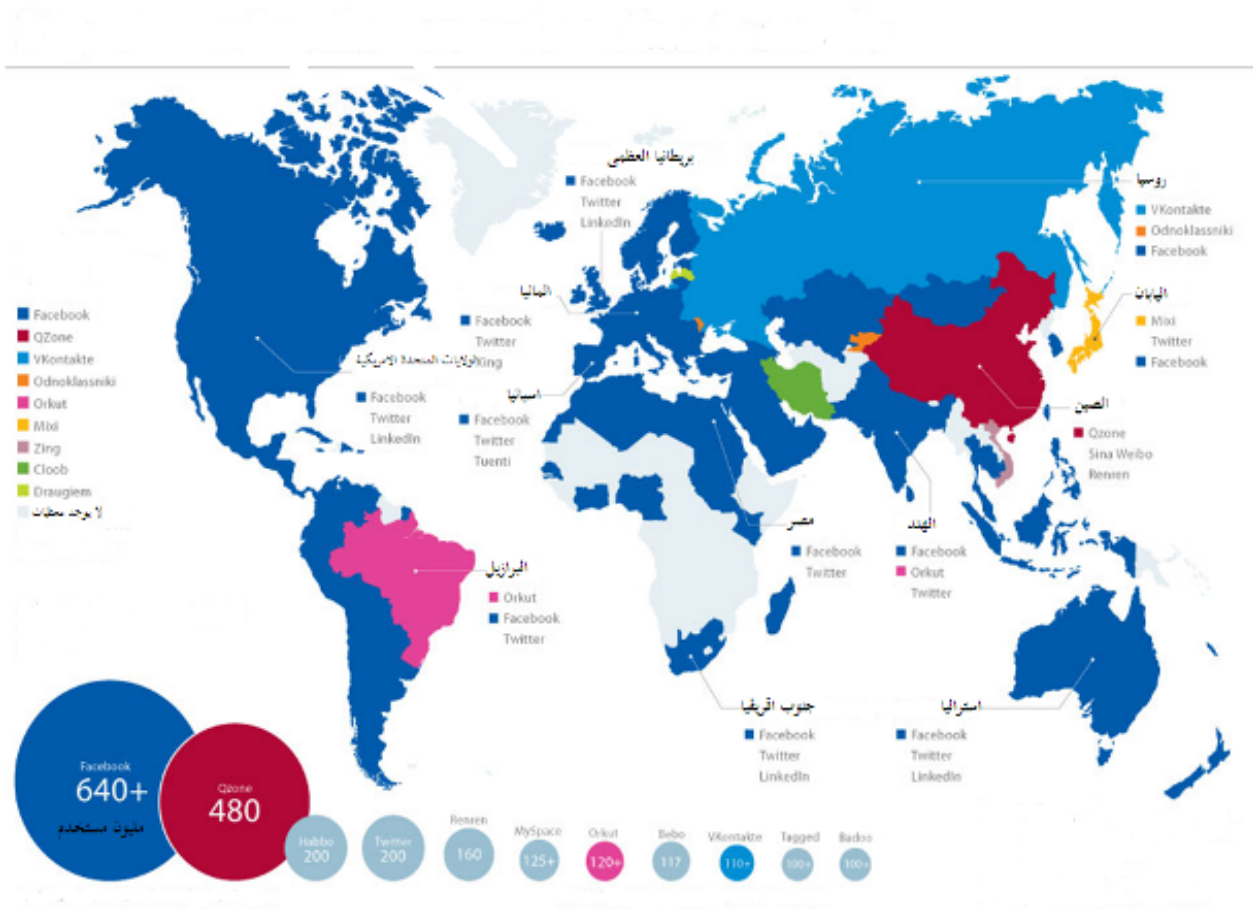 بريطانيا العظمى
Facebook
Twitter
LinkedIn
روسيا
VKontakte
Odnoklassniki
Facebook
المانيا
Facebook
Twitter
Xing
اليابان
Mixi
Twitter
Facebook
Facebook
QZone
VKontakte
Odnoklassniki
Orkut
Mixi
Zing
Cloob
Draugiem
لا يوجد معطيات
الولايات المتحدة الامريكية
Facebook
Twitter
LinkedIn
اسبانيا
Facebook
Twitter
Tuenti
الصين
Qzone
Sina Weibo
Renren
مصر
Facebook
Twitter
الهند
Facebook
Orkut
Twitter
البرازيل
Orkut
Facebook
Twitter
جنوب افريقيا
Facebook
Twitter
LinkedIn
استراليا
Facebook
Twitter
LinkedIn
Facebook
640+
مليون مستخدم
Qzone
480
Habbo
200
Twitter
200
Renren
160
MySpace
125+
Orkut
120+
Bebo
117
VKontakte
110+
Tagged
100+
Badoo
100+